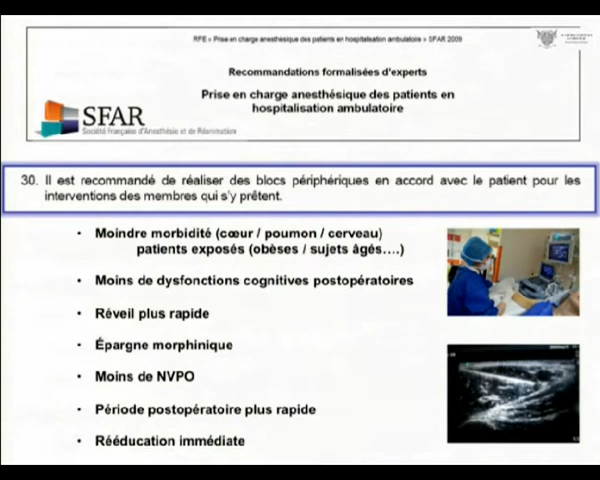 RFE « Prise en charge anesthésique des patients en hospitalisation ambulatoire » SFAR 2009
Recommandations formalisées d'experts
Prise en charge anesthésique des patients en
hospitalisation ambulatoire
SFAR
Société Française d'Anesthésie et de Réanimation
30. Il est recommandé de réaliser des blocs périphériques en accord avec le patient pour les
interventions des membres qui s'y prêtent.
• Moindre morbidité (cœur / poumon / cerveau)
patients exposés (obèses / sujets âgés....)
• Moins de dysfonctions cognitives postopératoires
• Réveil plus rapide
• Épargne morphinique
• Moins de NVPO
• Période postopératoire plus rapide
• Rééducation immédiate